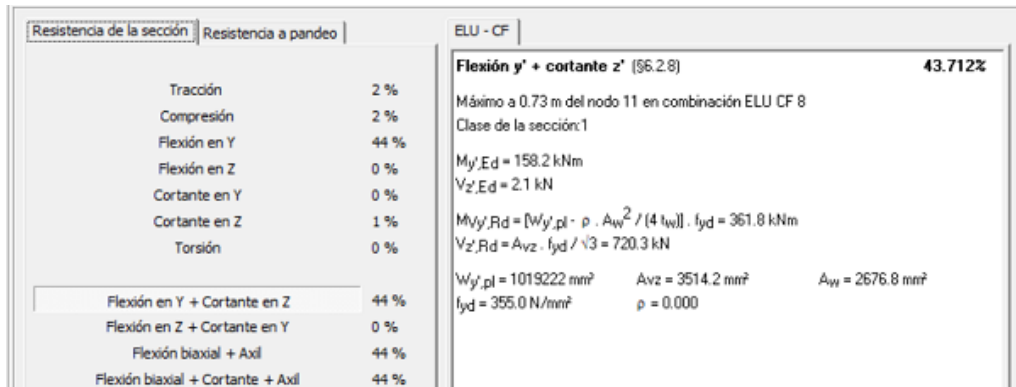 Resistencia de la sección
Resistencia a pandeo
Tracción 2 %
Compresión 2 %
Flexión en Y 44 %
Flexión en Z 0 %
Cortante en Y 0 %
Cortante en Z 1 %
Torsión 0 %
Flexión en Y + Cortante en Z 44 %
Flexión en Z + Cortante en Y 0 %
Flexión biaxial + Axil 44 %
Flexión biaxial + Cortante + Axil 44 %
ELU - CF
Flexión y' + cortante z' (§6.2.8) 43.712%
Máximo a 0.73 m del nodo 11 en combinación ELU CF 8
Clase de la sección:1
My',Ed = 158.2 kNm
Vz',Ed = 2.1 kN
MVy',Rd = [Wy',pl - ρ . Aw² / (4 tw)] . fyd = 361.8 kNm
Vz',Rd = Avz . fyd / √3 = 720.3 kN
Wy',pl = 1019222 mm² Avz = 3514.2 mm² Aw = 2676.8 mm²
fyd = 355.0 N/mm² ρ = 0.000